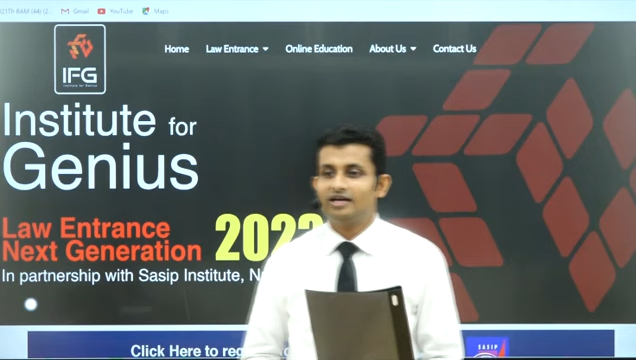 Gmail
YouTube
Maps
Home
Law Entrance
Online Education
About Us
Contact Us
IFG
Institute for Genius
Institute for
Genius
Law Entrance
Next Generation
In partnership with Sasip Institute,
Click Here to
SASIP